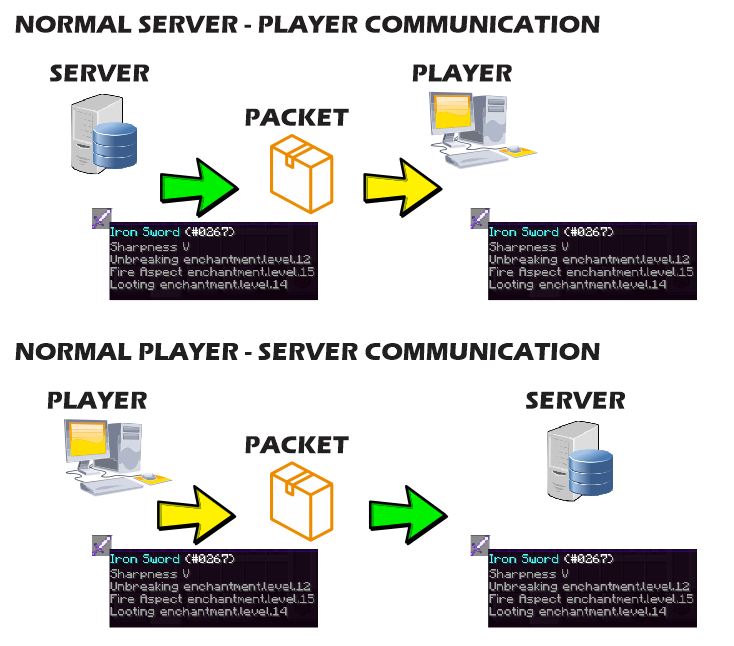 NORMAL SERVER - PLAYER COMMUNICATION
SERVER
PLAYER
PACKET
Iron Sword (#0267)
Sharpness V
Unbreaking enchantment.level.12
Fire Aspect enchantment.level.15
Looting enchantment.level.14
Iron Sword (#0267)
Sharpness V
Unbreaking enchantment.level.12
Fire Aspect enchantment.level.15
Looting enchantment.level.14
NORMAL PLAYER - SERVER COMMUNICATION
PLAYER
SERVER
PACKET
Iron Sword (#0267)
Sharpness V
Unbreaking enchantment.level.12
Fire Aspect enchantment.level.15
Looting enchantment.level.14
Iron Sword (#0267)
Sharpness V
Unbreaking enchantment.level.12
Fire Aspect enchantment.level.15
Looting enchantment.level.14